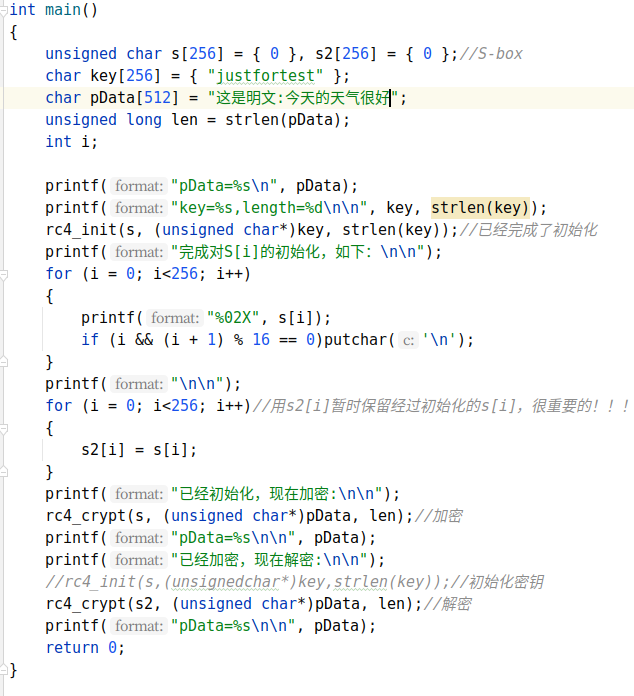 int main()
{
    unsigned char s[256] = { 0 }, s2[256] = { 0 };//S-box
    char key[256] = { "justfortest" };
    char pData[512] = "这是明文:今天的天气很好";
    unsigned long len = strlen(pData);
    int i;

    printf( format: "pData=%s\n", pData);
    printf( format: "key=%s,length=%d\n\n", key, strlen(key));
    rc4_init(s, (unsigned char*)key, strlen(key));//已经完成了初始化
    printf( format: "完成对S[i]的初始化，如下：\n\n");
    for (i = 0; i<256; i++)
    {
        printf( format: "%02X", s[i]);
        if (i && (i + 1) % 16 == 0)putchar( c: '\n');
    }
    printf( format: "\n\n");
    for (i = 0; i<256; i++)//用s2[i]暂时保留经过初始化的s[i]，很重要的！！！
    {
        s2[i] = s[i];
    }
    printf( format: "已经初始化，现在加密:\n\n");
    rc4_crypt(s, (unsigned char*)pData, len);//加密
    printf( format: "pData=%s\n\n", pData);
    printf( format: "已经加密，现在解密:\n\n");
    //rc4_init(s,(unsignedchar*)key,strlen(key));//初始化密钥
    rc4_crypt(s2, (unsigned char*)pData, len);//解密
    printf( format: "pData=%s\n\n", pData);
    return 0;
}